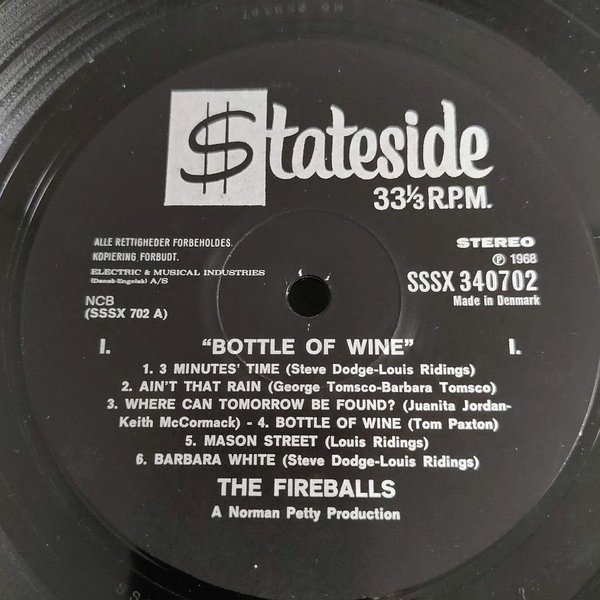 $tateside
33⅓ R.P.M.
ALLE RETTIGHEDER FORBEHOLDES.
KOPIERING FORBUDT.
ELECTRIC & MUSICAL INDUSTRIES
(Dansk-Engelsk) A/S
NCB
(SSSX 702 A)
STEREO
Ⓟ 1968
SSSX 340702
Made in Denmark
I. "BOTTLE OF WINE" I.
1. 3 MINUTES' TIME (Steve Dodge-Louis Ridings)
2. AIN'T THAT RAIN (George Tomsco-Barbara Tomsco)
3. WHERE CAN TOMORROW BE FOUND? (Juanita Jordan-
Keith McCormack) - 4. BOTTLE OF WINE (Tom Paxton)
5. MASON STREET (Louis Ridings)
6. BARBARA WHITE (Steve Dodge-Louis Ridings)
THE FIREBALLS
A Norman Petty Production